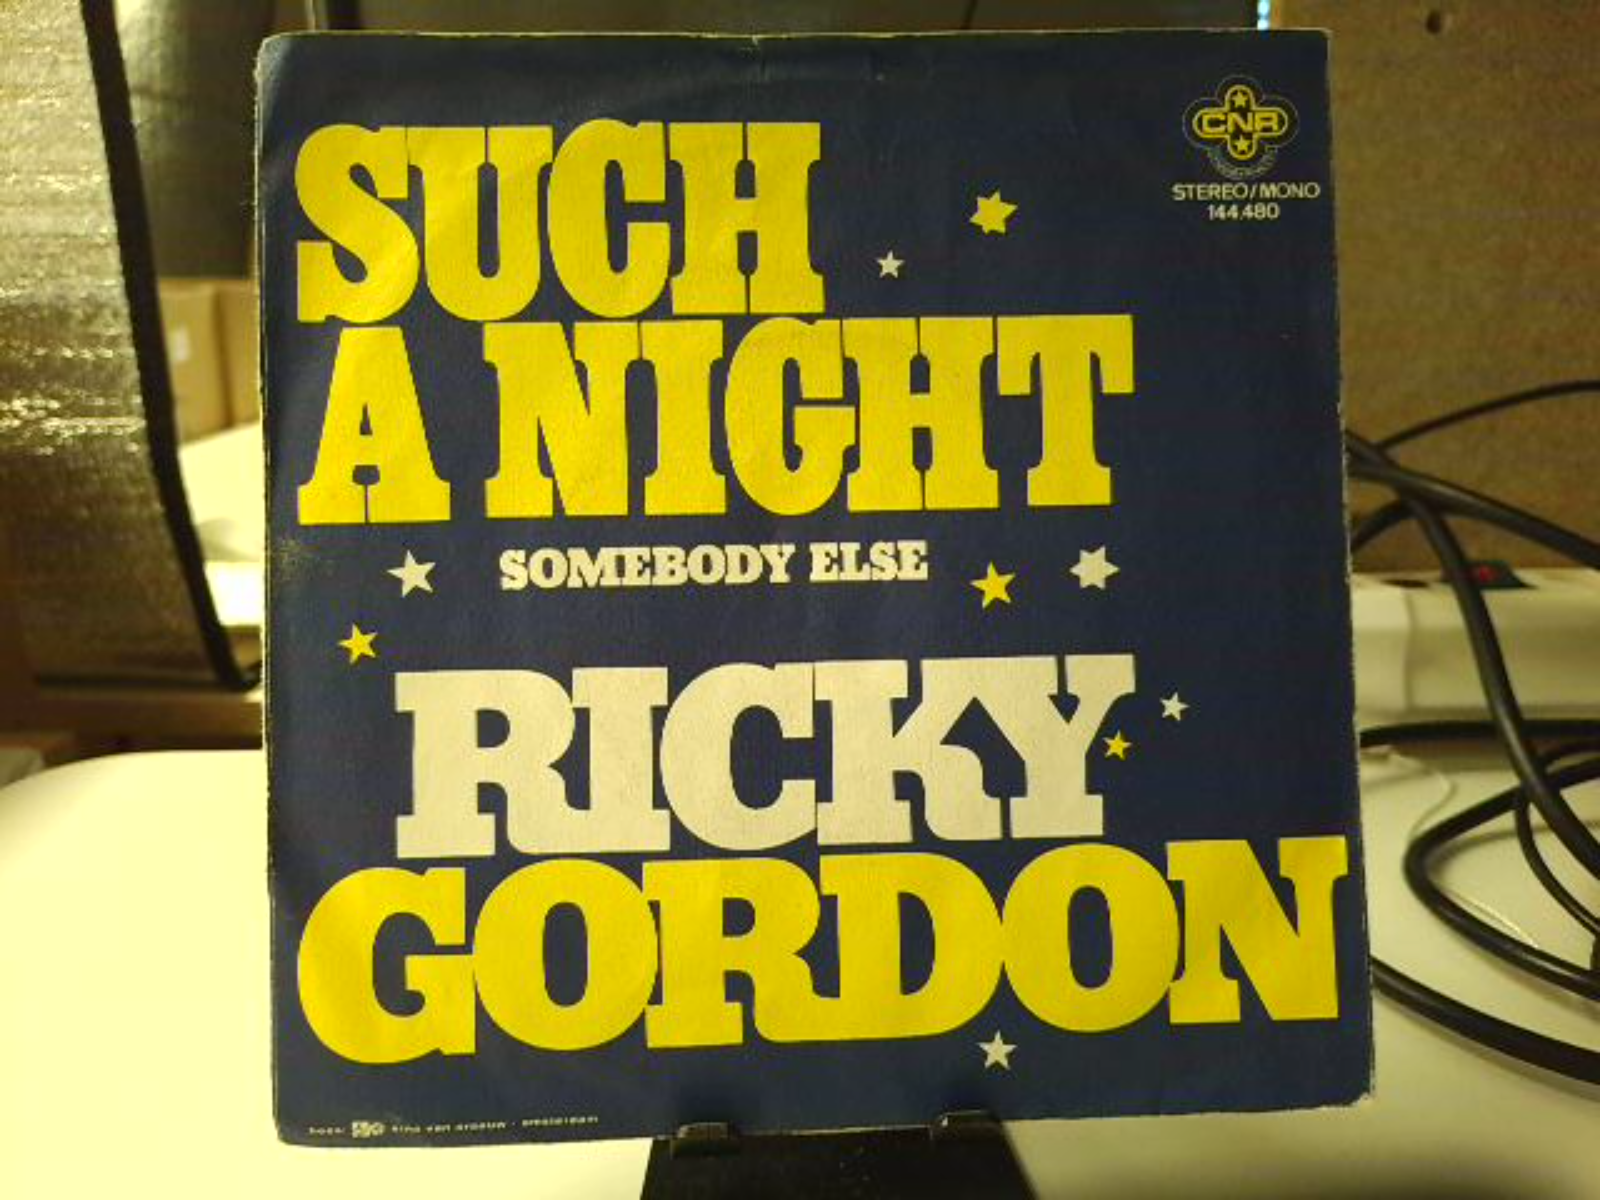 CNR
STEREO/MONO
144.480
SUCH
A NIGHT
SOMEBODY ELSE
RICKY
GORDON